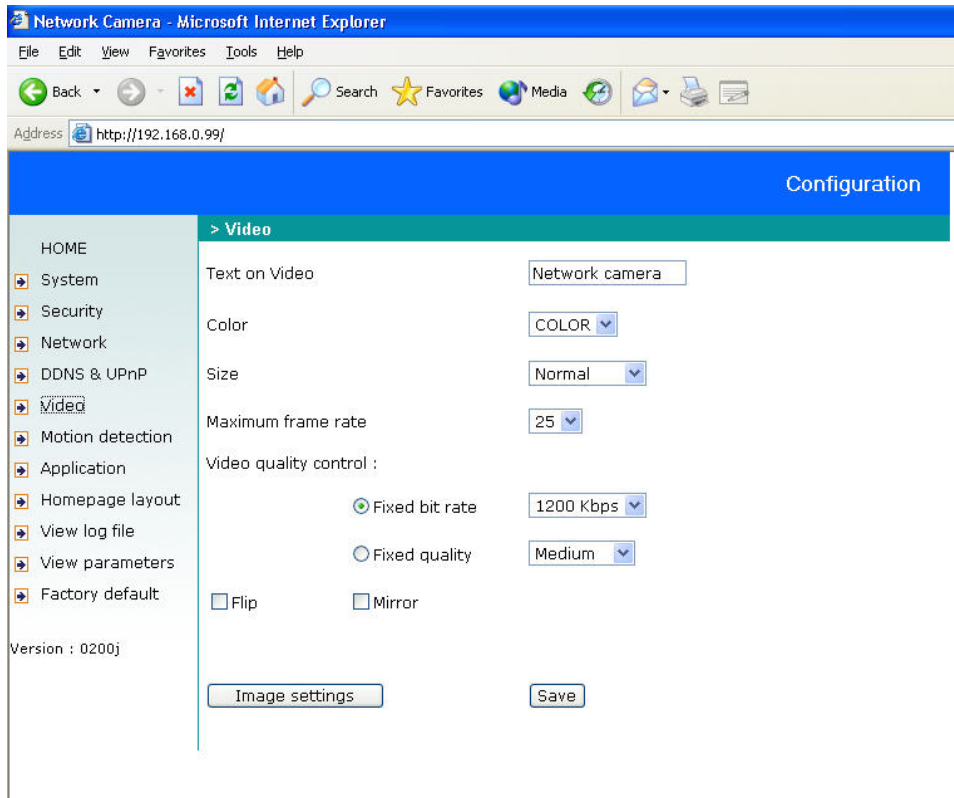 Network Camera - Microsoft Internet Explorer
File Edit View Favorites Tools Help
Back Search Favorites Media
Address http://192.168.0.99/
Configuration
> Video
HOME
System
Security
Network
DDNS & UPnP
Video
Motion detection
Application
Homepage layout
View log file
View parameters
Factory default
Version : 0200j
Text on Video Network camera
Color COLOR
Size Normal
Maximum frame rate 25
Video quality control :
Fixed bit rate 1200 Kbps
Fixed quality Medium
Flip Mirror
Image settings Save